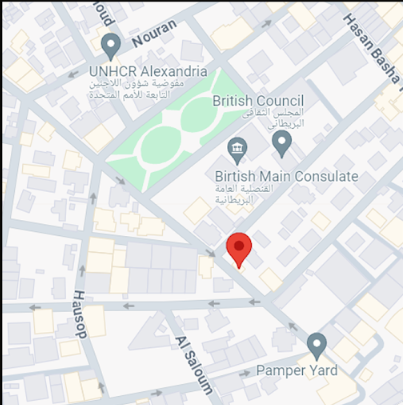 Nouran
Hasan Basha
UNHCR Alexandria
مفوضية شؤون اللاجئين
التابعة للأمم المتحدة
British Council
المجلس الثقافي
البريطاني
Birtish Main Consulate
القنصلية العامة
البريطانية
Hausop
Al Saloum
Pamper Yard